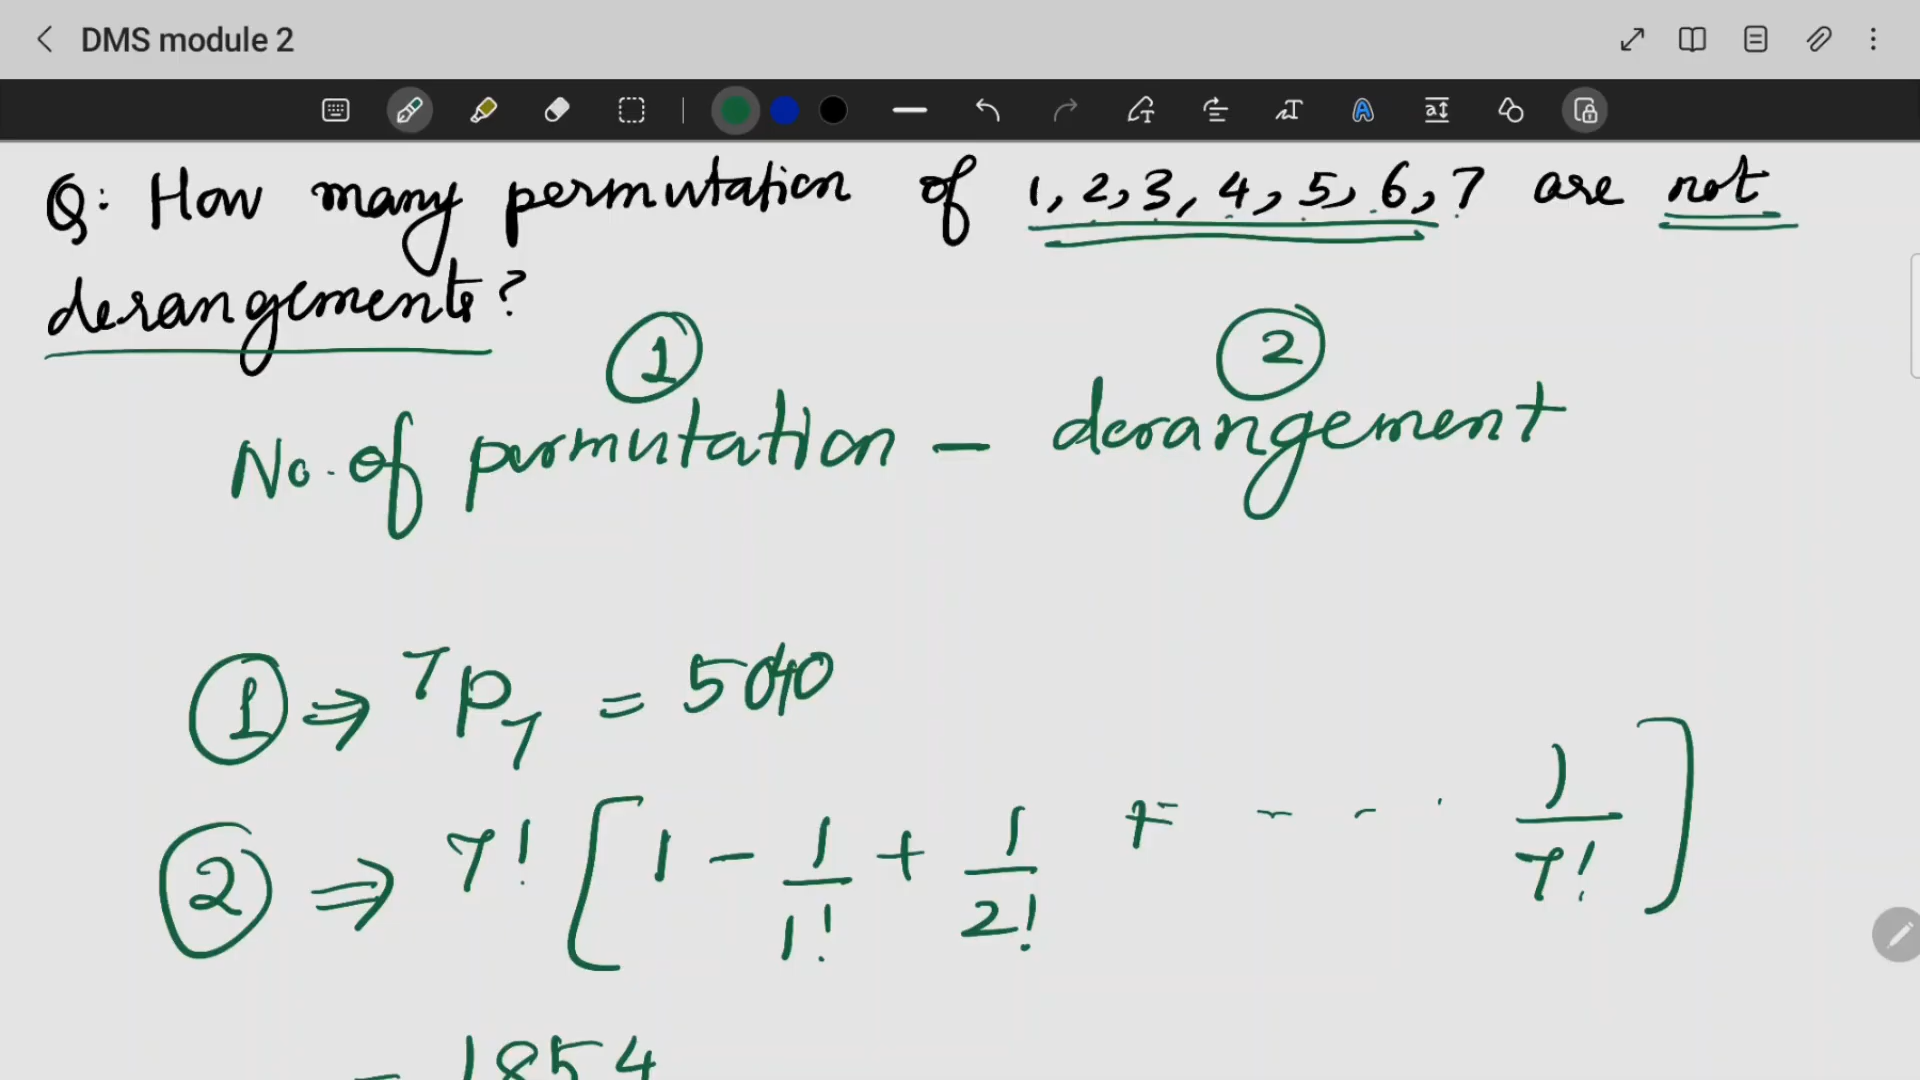 DMS module 2
Q: How many permutation of 1, 2, 3, 4, 5, 6, 7 are not
derangements?
① ②
No. of permutation - derangement
① ⇒ ⁷P₇ = 5040
② ⇒ 7! [ 1 - 1/1! + 1/2! + - - - · 1/7! ]
= 1854